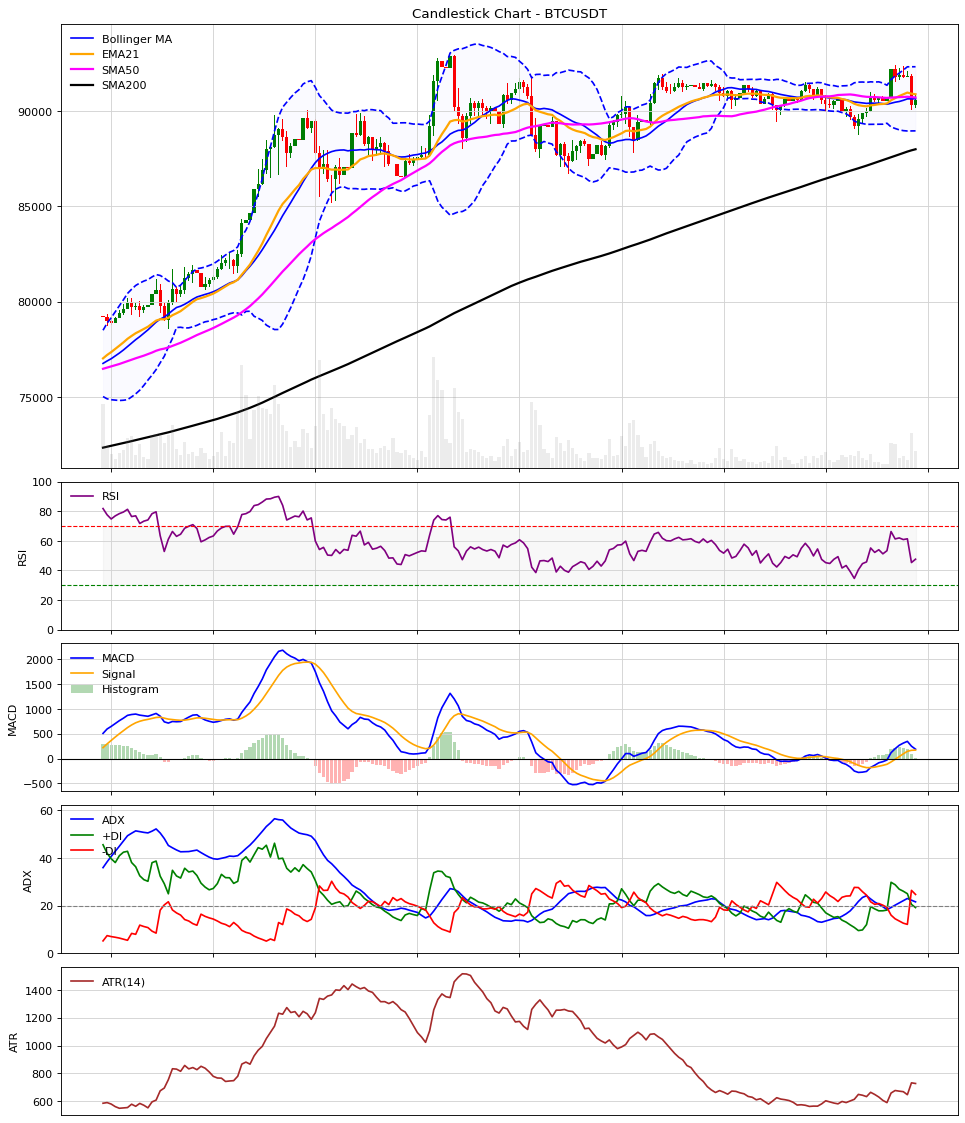 Candlestick Chart - BTCUSDT
Bollinger MA
EMA21
SMA50
SMA200
90000
85000
80000
75000
RSI
100
80
60
40
20
0
RSI
MACD
Signal
Histogram
2000
1500
1000
500
0
−500
MACD
ADX
+DI
-DI
60
40
20
0
ADX
ATR(14)
1400
1200
1000
800
600
ATR